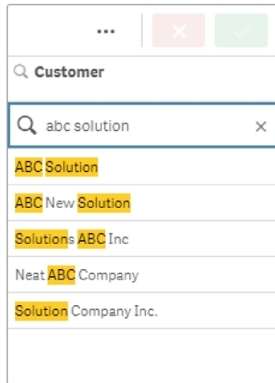 Customer
abc solution
ABC Solution
ABC New Solution
Solutions ABC Inc
Neat ABC Company
Solution Company Inc.